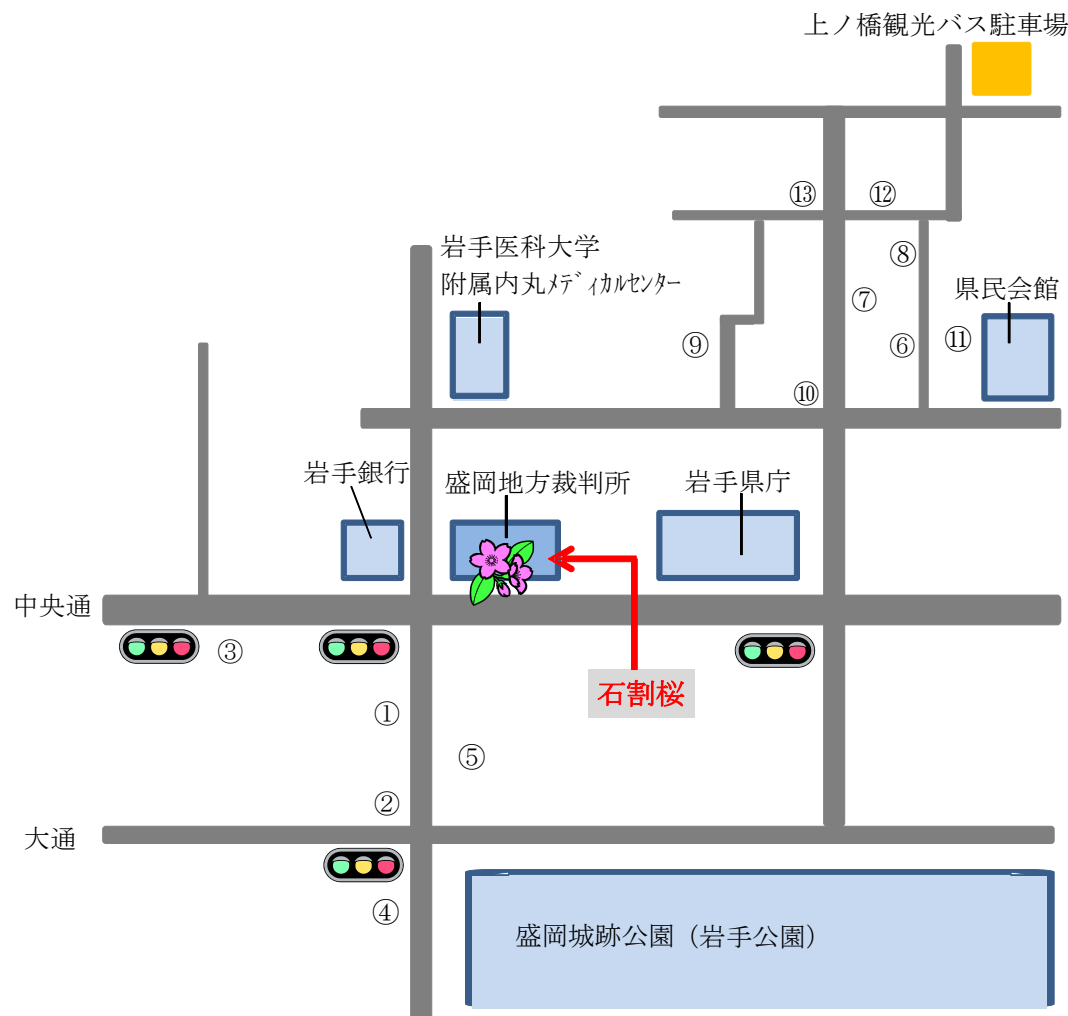 上ノ橋観光バス駐車場
⑬
⑫
岩手医科大学
附属内丸ﾒﾃﾞｨｶﾙｾﾝﾀｰ
⑧
県民会館
⑦
⑨
⑥
⑪
⑩
岩手銀行
盛岡地方裁判所
岩手県庁
中央通
③
石割桜
①
⑤
②
大通
④
盛岡城跡公園（岩手公園）